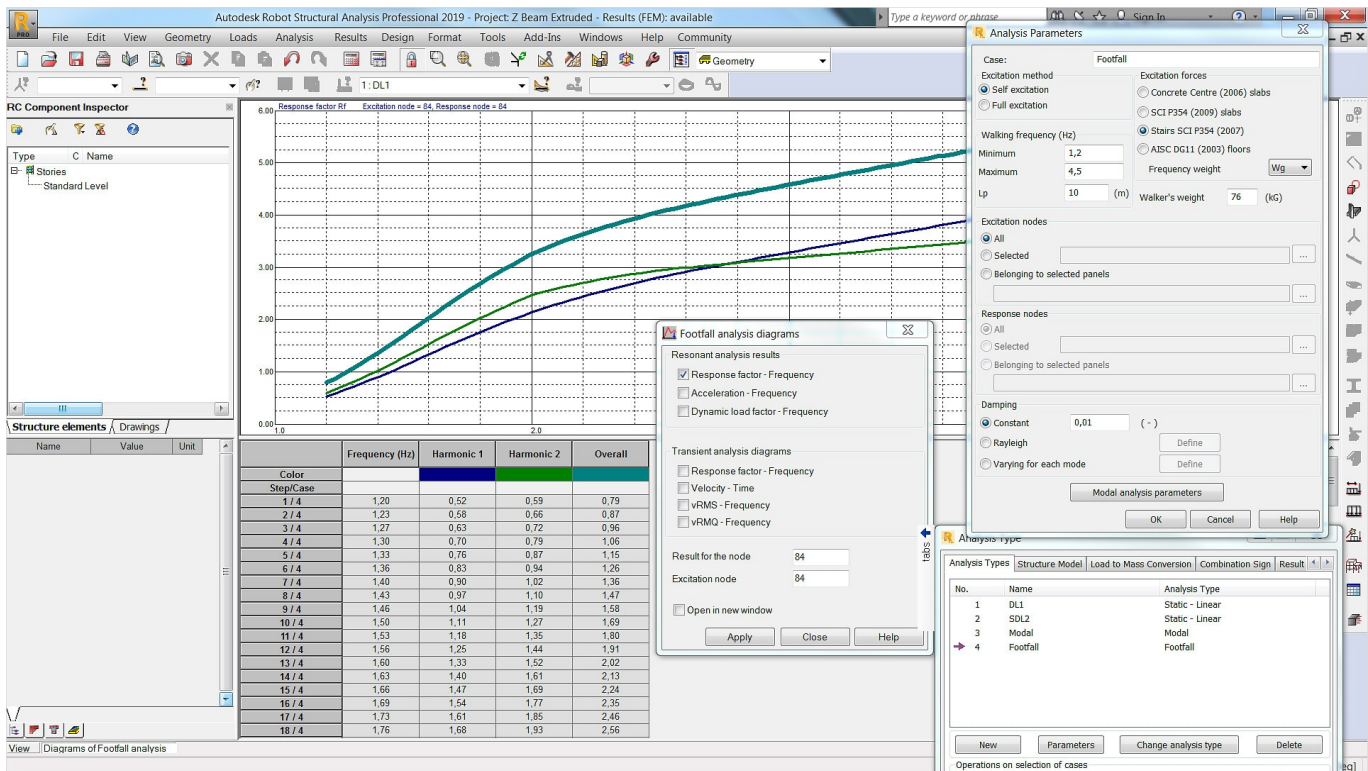 Autodesk Robot Structural Analysis Professional 2019 - Project: Z Beam Extruded - Results (FEM): available
Type a keyword or phrase
Sign In
PRO
File Edit View Geometry Loads Analysis Results Design Format Tools Add-Ins Windows Help Community
Geometry
1:DL1
RC Component Inspector
Type C Name
Stories
Standard Level
Structure elements Drawings
Name Value Unit
Response factor Rf Excitation node = 84, Response node = 84
6.00
5.00
4.00
3.00
2.00
1.00
0.00
1.0 2.0
Frequency (Hz) Harmonic 1 Harmonic 2 Overall
Color
Step/Case
1 / 4 1,20 0,52 0,59 0,79
2 / 4 1,23 0,58 0,66 0,87
3 / 4 1,27 0,63 0,72 0,96
4 / 4 1,30 0,70 0,79 1,06
5 / 4 1,33 0,76 0,87 1,15
6 / 4 1,36 0,83 0,94 1,26
7 / 4 1,40 0,90 1,02 1,36
8 / 4 1,43 0,97 1,10 1,47
9 / 4 1,46 1,04 1,19 1,58
10 / 4 1,50 1,11 1,27 1,69
11 / 4 1,53 1,18 1,35 1,80
12 / 4 1,56 1,25 1,44 1,91
13 / 4 1,60 1,33 1,52 2,02
14 / 4 1,63 1,40 1,61 2,13
15 / 4 1,66 1,47 1,69 2,24
16 / 4 1,69 1,54 1,77 2,35
17 / 4 1,73 1,61 1,85 2,46
18 / 4 1,76 1,68 1,93 2,56
View Diagrams of Footfall analysis
Footfall analysis diagrams
Resonant analysis results
Response factor - Frequency
Acceleration - Frequency
Dynamic load factor - Frequency
Transient analysis diagrams
Response factor - Frequency
Velocity - Time
vRMS - Frequency
vRMQ - Frequency
Result for the node 84
Excitation node 84
Open in new window
Apply Close Help
tabs
Analysis Parameters
Case: Footfall
Excitation method
Self excitation
Full excitation
Excitation forces
Concrete Centre (2006) slabs
SCI P354 (2009) slabs
Stairs SCI P354 (2007)
AISC DG11 (2003) floors
Walking frequency (Hz)
Minimum 1,2
Maximum 4,5
Frequency weight Wg
Lp 10 (m)
Walker's weight 76 (kG)
Excitation nodes
All
Selected ...
Belonging to selected panels
...
Response nodes
All
Selected ...
Belonging to selected panels
...
Damping
Constant 0,01 ( - )
Rayleigh Define
Varying for each mode Define
Modal analysis parameters
OK Cancel Help
Analysis Type
Analysis Types Structure Model Load to Mass Conversion Combination Sign Result
No. Name Analysis Type
1 DL1 Static - Linear
2 SDL2 Static - Linear
3 Modal Modal
4 Footfall Footfall
New Parameters Change analysis type Delete
Operations on selection of cases